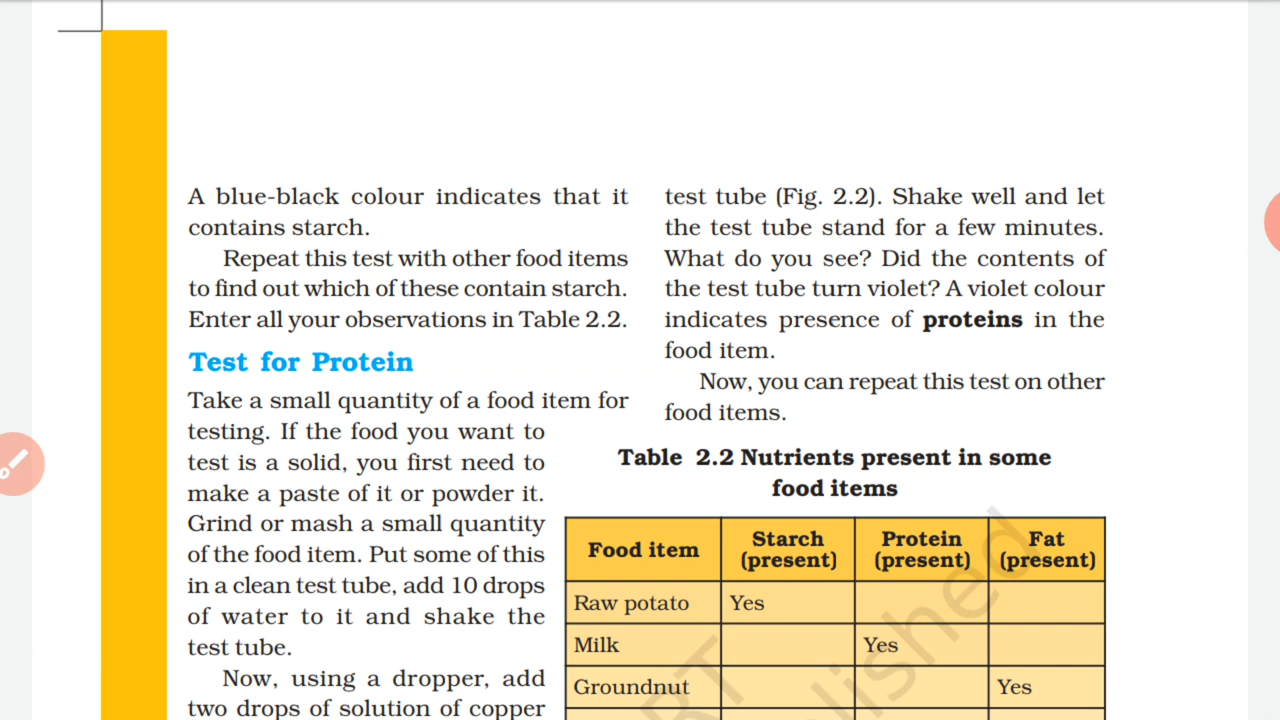 A blue-black colour indicates that it
contains starch.
Repeat this test with other food items
to find out which of these contain starch.
Enter all your observations in Table 2.2.
Test for Protein
Take a small quantity of a food item for
testing. If the food you want to
test is a solid, you first need to
make a paste of it or powder it.
Grind or mash a small quantity
of the food item. Put some of this
in a clean test tube, add 10 drops
of water to it and shake the
test tube.
Now, using a dropper, add
two drops of solution of copper
test tube (Fig. 2.2). Shake well and let
the test tube stand for a few minutes.
What do you see? Did the contents of
the test tube turn violet? A violet colour
indicates presence of proteins in the
food item.
Now, you can repeat this test on other
food items.
Table 2.2 Nutrients present in some
food items
Food item Starch (present) Protein (present) Fat (present)
Raw potato Yes
Milk Yes
Groundnut Yes